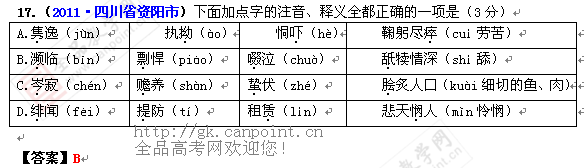 17.（2011·四川省资阳市）下面加点字的注音、释义全都正确的一项是（3 分）
A.隽逸（jùn） 执拗（ào） 恫吓（hè） 鞠躬尽瘁（cuì 劳苦）
B.濒临（bīn） 剽悍（piāo） 啜泣（chuò） 舐犊情深（shì 舔）
C.岑寂（chén） 赡养（shàn） 蛰伏（zhé） 脍炙人口（kuài 细切的鱼、肉）
D.绯闻（fēi） 提防（tí） 租赁（lìn） 悲天悯人（mǐn 怜悯）
http://gk.canpoint.cn
全品高考网欢迎您！
【答案】B